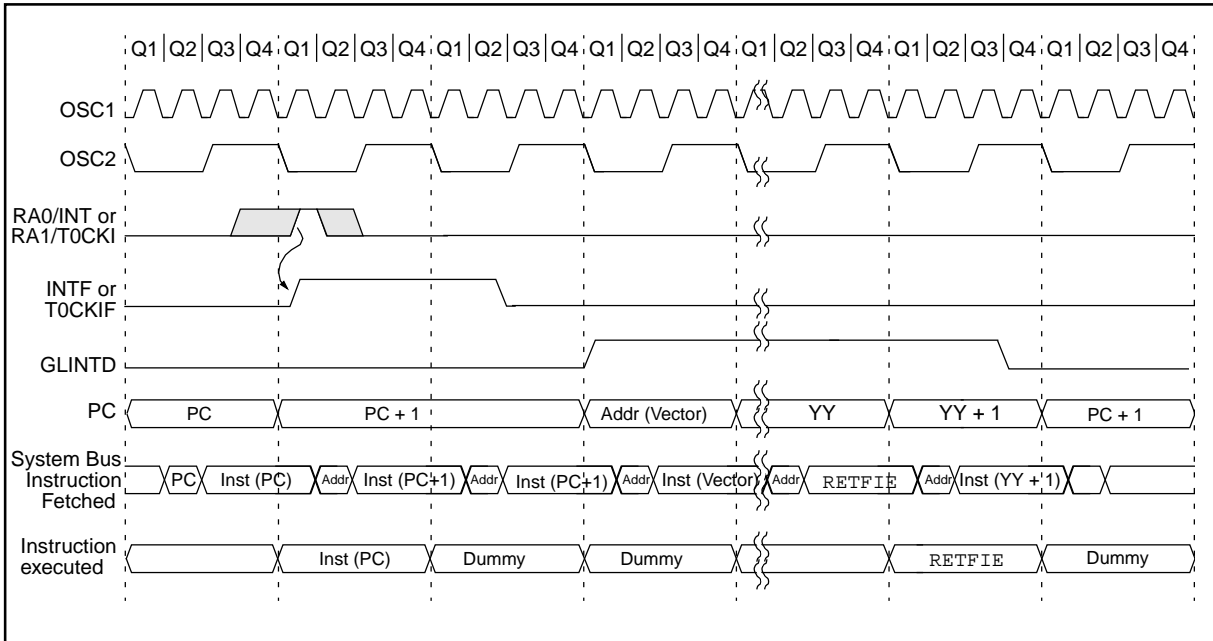 Q1 Q2 Q3 Q4 Q1 Q2 Q3 Q4 Q1 Q2 Q3 Q4 Q1 Q2 Q3 Q4 Q1 Q2 Q3 Q4 Q1 Q2 Q3 Q4 Q1 Q2 Q3 Q4
OSC1
OSC2
RA0/INT or
RA1/T0CKI
INTF or
T0CKIF
GLINTD
PC PC PC + 1 Addr (Vector) YY YY + 1 PC + 1
System Bus
Instruction
Fetched
PC Inst (PC) Addr Inst (PC+1) Addr Inst (PC+1) Addr Inst (Vector) Addr RETFIE Addr Inst (YY + 1)
Instruction
executed
Inst (PC) Dummy Dummy RETFIE Dummy